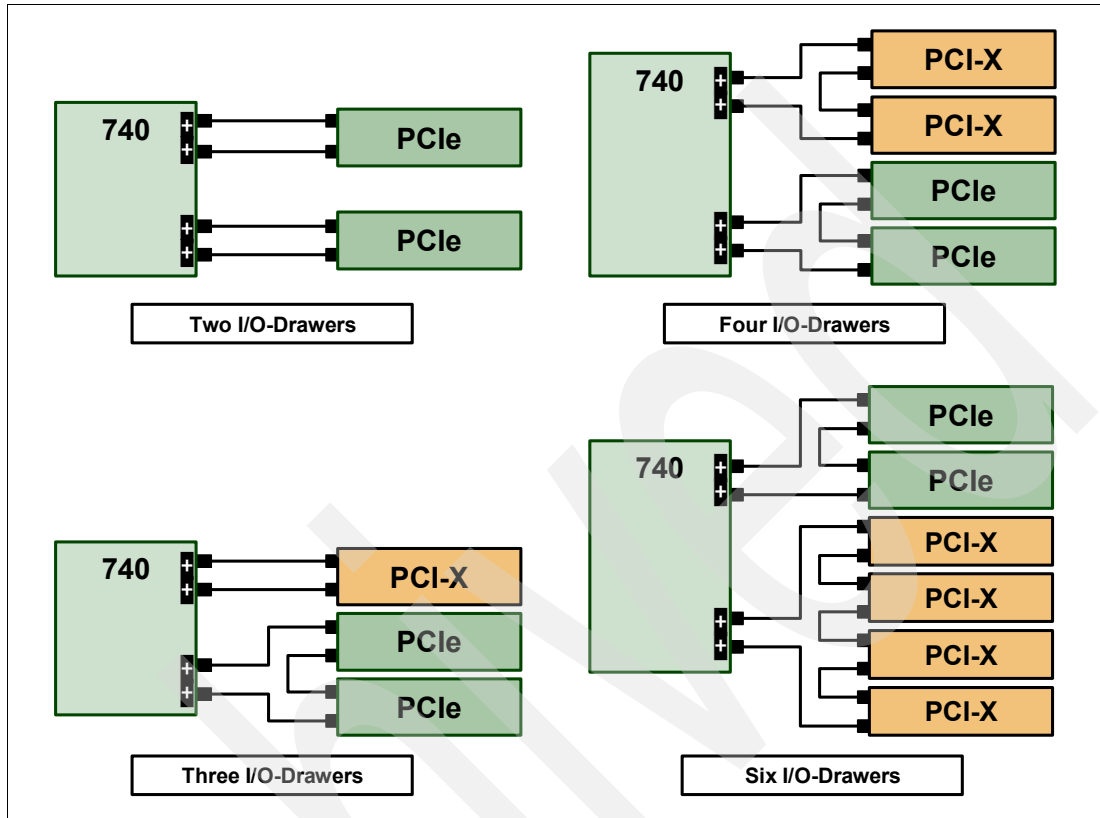 740
PCIe
PCIe
Two I/O-Drawers
740
PCI-X
PCI-X
PCIe
PCIe
Four I/O-Drawers
740
PCI-X
PCIe
PCIe
Three I/O-Drawers
740
PCIe
PCIe
PCI-X
PCI-X
PCI-X
PCI-X
Six I/O-Drawers